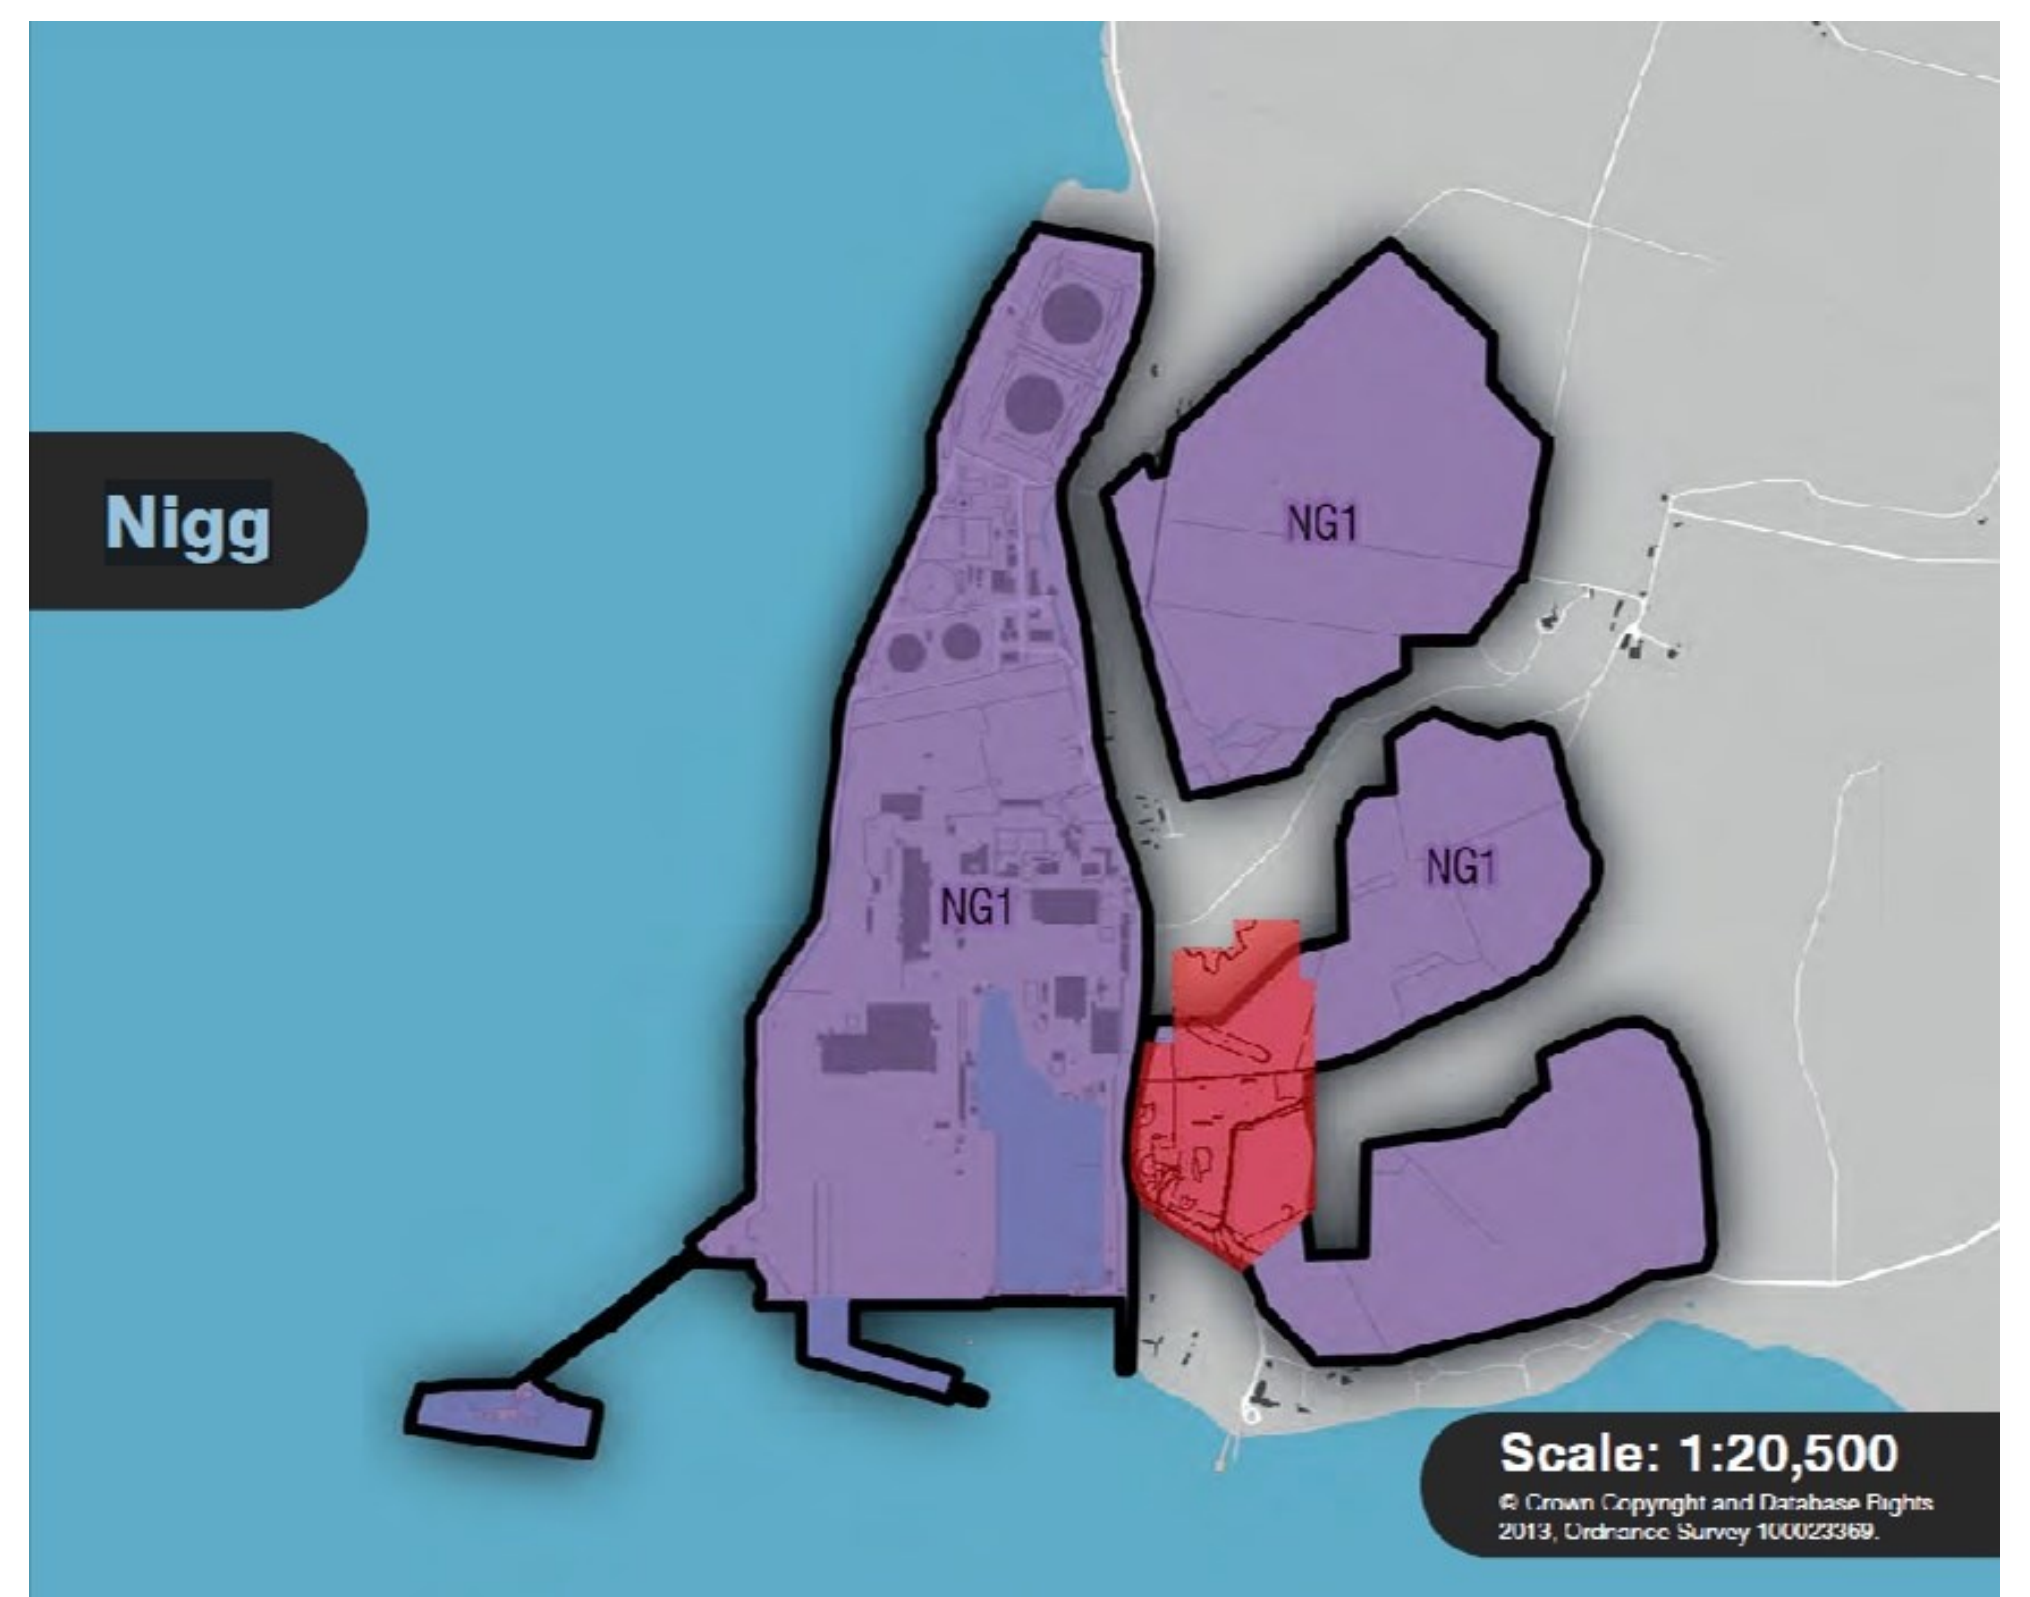 NG1
Nigg
NG1
NG1
Scale: 1:20,500
© Crown Copyright and Database Rights
2013, Ordnance Survey 100023369.